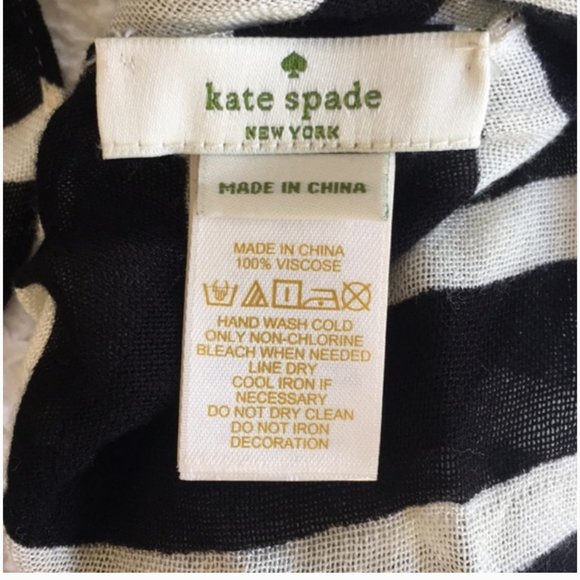 kate spade
NEW YORK
MADE IN CHINA
MADE IN CHINA
100% VISCOSE
HAND WASH COLD
ONLY NON-CHLORINE
BLEACH WHEN NEEDED
LINE DRY
COOL IRON IF
NECESSARY
DO NOT DRY CLEAN
DO NOT IRON
DECORATION